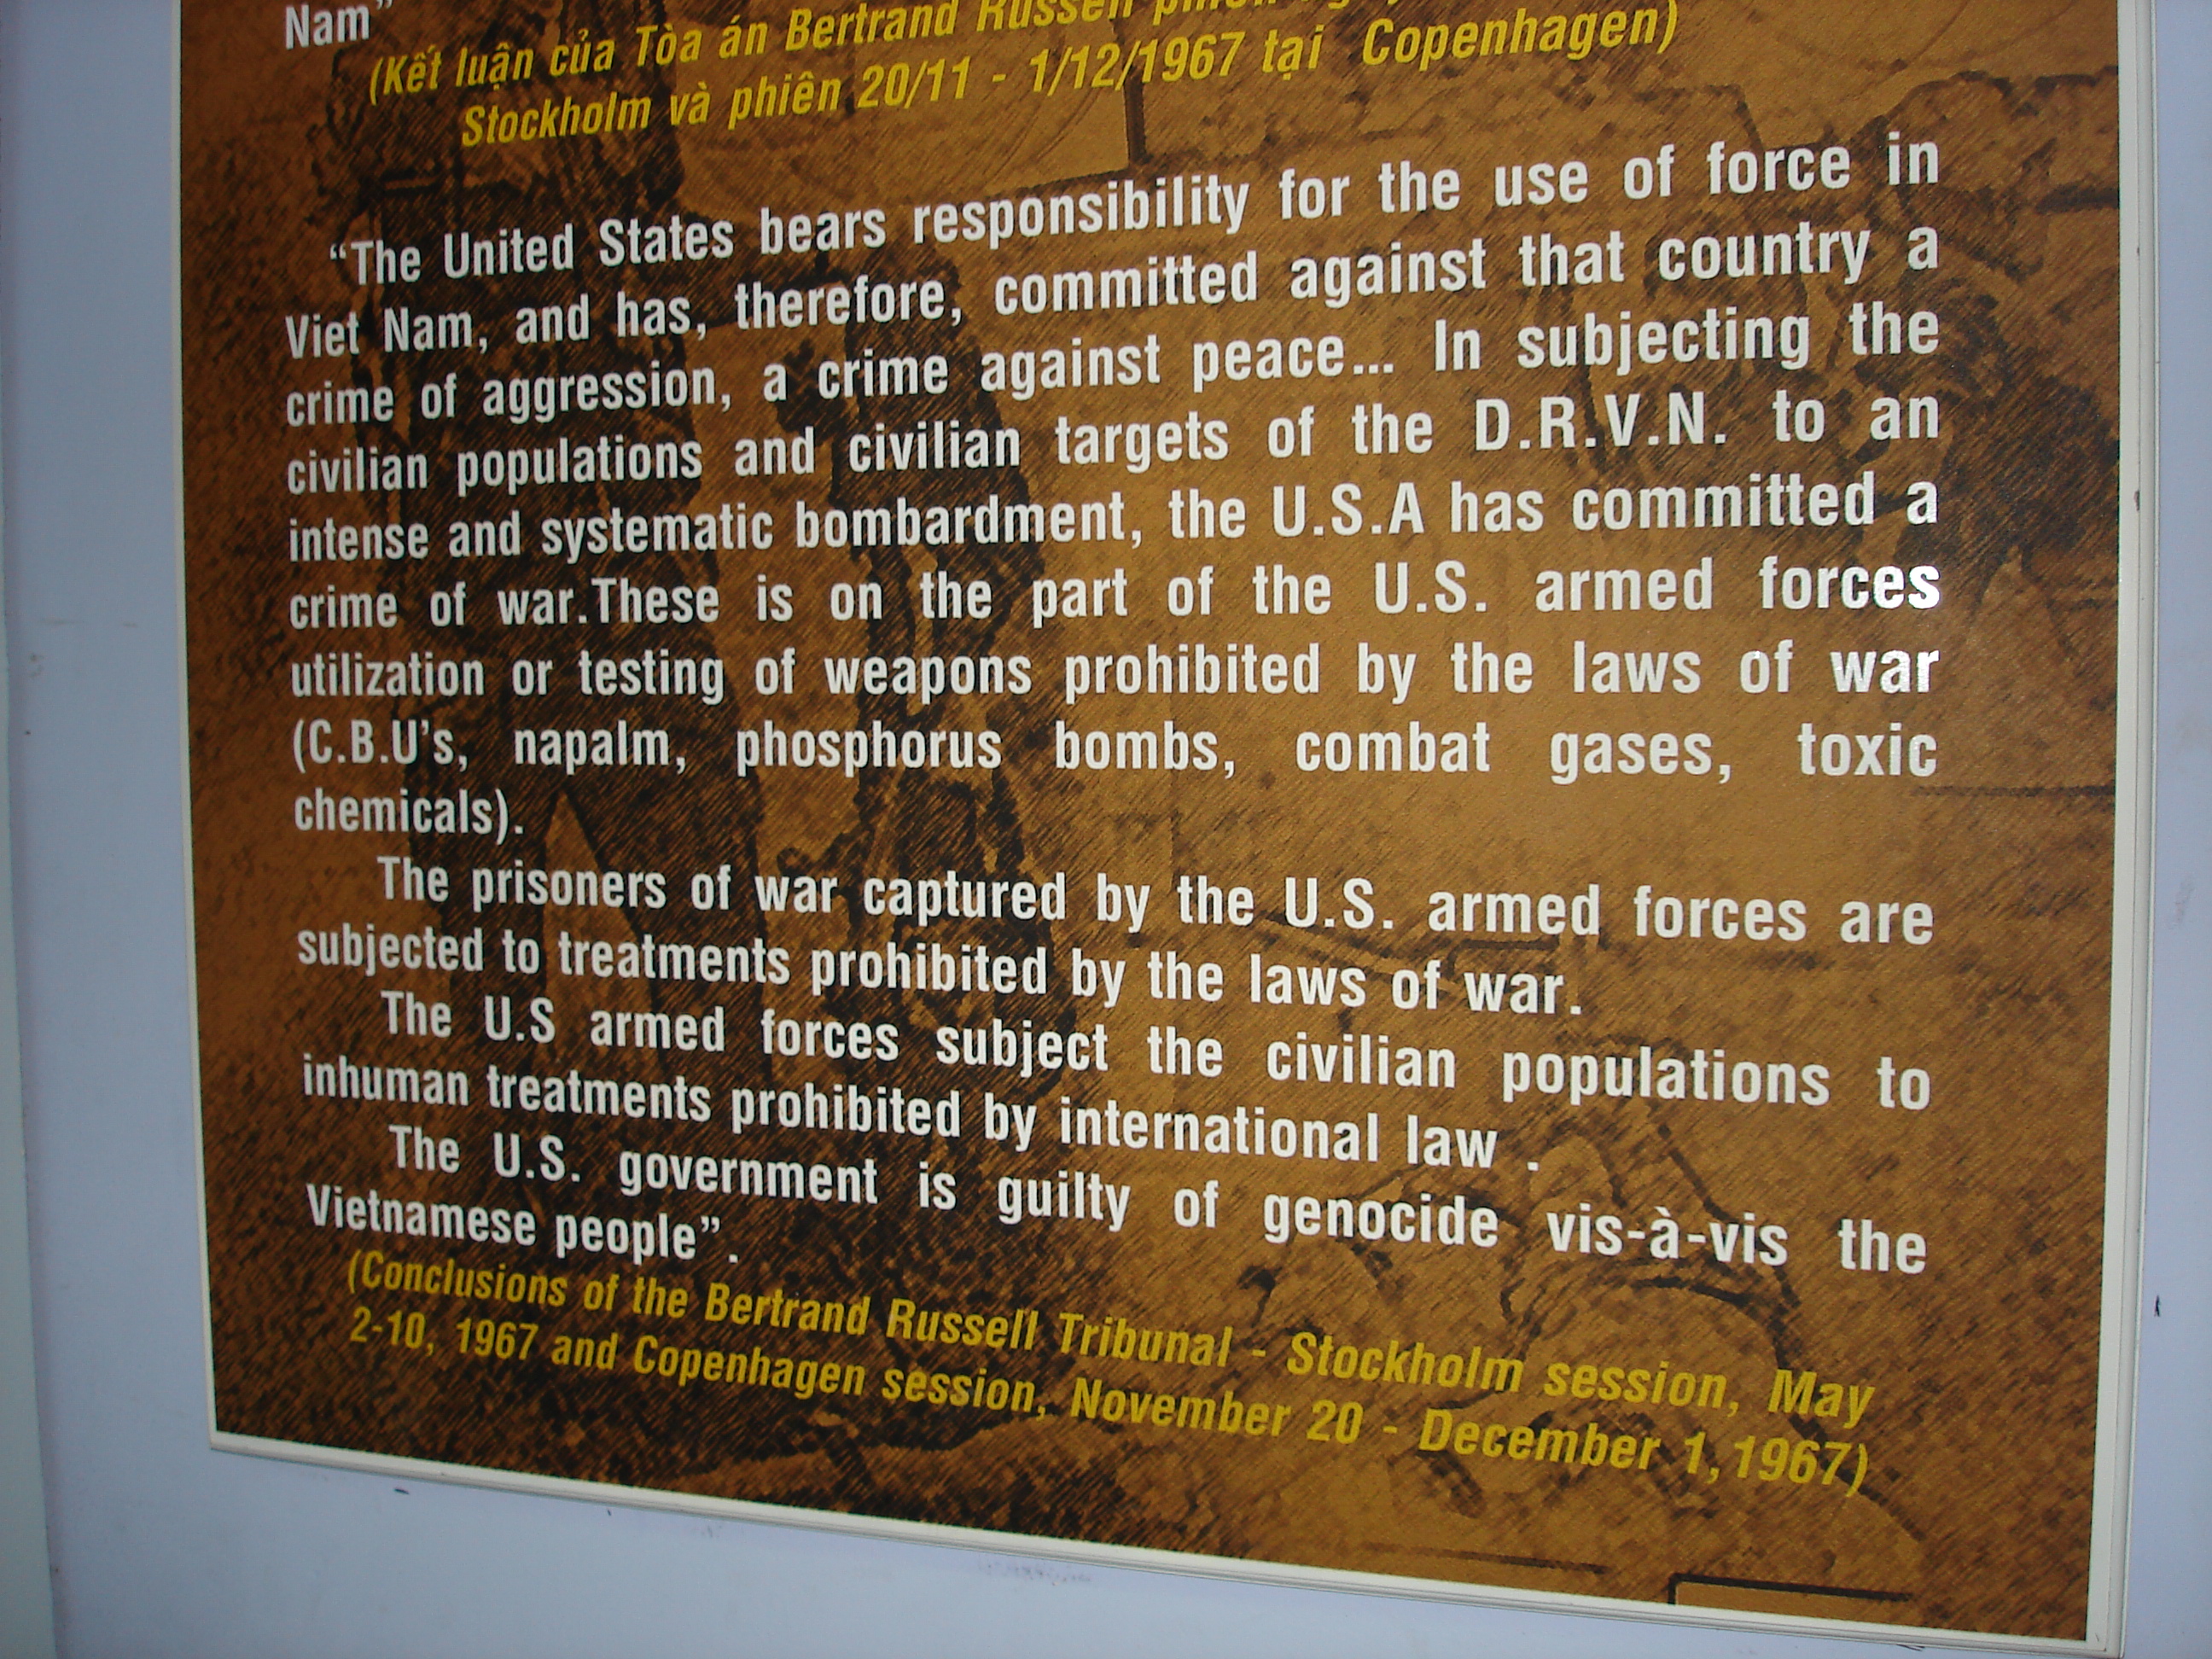 Nam”
(Kết luận của Tòa án Bertrand Russell
Stockholm và phiên 20/11 - 1/12/1967 tại Copenhagen)
“The United States bears responsibility for the use of force in
Viet Nam, and has, therefore, committed against that country a
crime of aggression, a crime against peace... In subjecting the
civilian populations and civilian targets of the D.R.V.N. to an
intense and systematic bombardment, the U.S.A has committed a
crime of war.These is on the part of the U.S. armed forces
utilization or testing of weapons prohibited by the laws of war
(C.B.U’s, napalm, phosphorus bombs, combat gases, toxic
chemicals).
The prisoners of war captured by the U.S. armed forces are
subjected to treatments prohibited by the laws of war.
The U.S armed forces subject the civilian populations to
inhuman treatments prohibited by international law .
The U.S. government is guilty of genocide vis-à-vis the
Vietnamese people”.
(Conclusions of the Bertrand Russell Tribunal - Stockholm session, May
2-10, 1967 and Copenhagen session, November 20 - December 1, 1967)